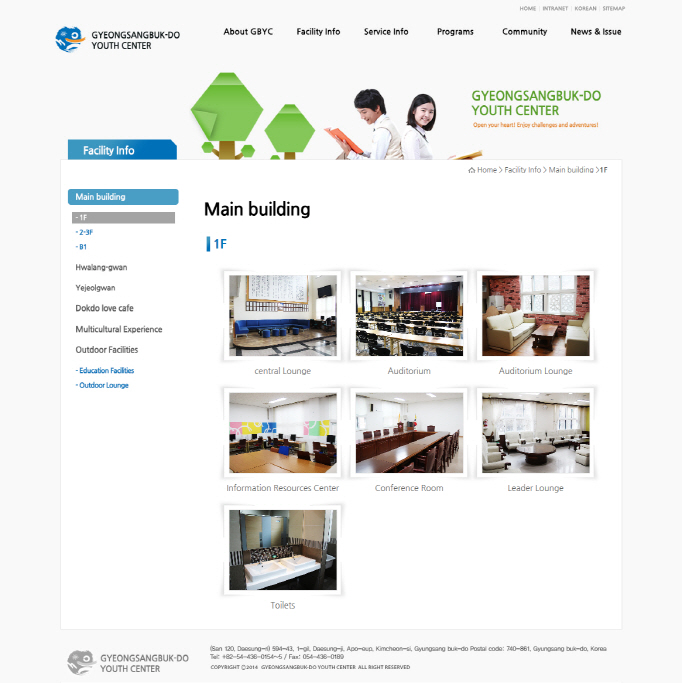 HOME | INTRANET | KOREAN | SITEMAP
GYEONGSANGBUK-DO
YOUTH CENTER
About GBYC Facility Info Service Info Programs Community News & Issue
GYEONGSANGBUK-DO
YOUTH CENTER
Open your heart! Enjoy challenges and adventures!
Facility Info
Home > Facility Info > Main building >1F
Main building
- 1F
- 2-3F
- B1
Hwalang-gwan
Yejeolgwan
Dokdo love cafe
Multicultural Experience
Outdoor Facilities
- Education Facilities
- Outdoor Lounge
Main building
1F
central Lounge Auditorium Auditorium Lounge
Information Resources Center Conference Room Leader Lounge
Toilets
GYEONGSANGBUK-DO
YOUTH CENTER
(San 120, Daesung-ri) 594-43, 1-gil, Daesung-ji, Apo-eup, Kimcheon-si, Gyungsang buk-do Postal code: 740-861, Gyungsang buk-do, Korea
Tel: +82-54-436-0154~5 / Fax: 054-436-0189
COPYRIGHT ⓒ2014 GYEONGSANGBUK-DO YOUTH CENTER ALL RIGHT RESERVED